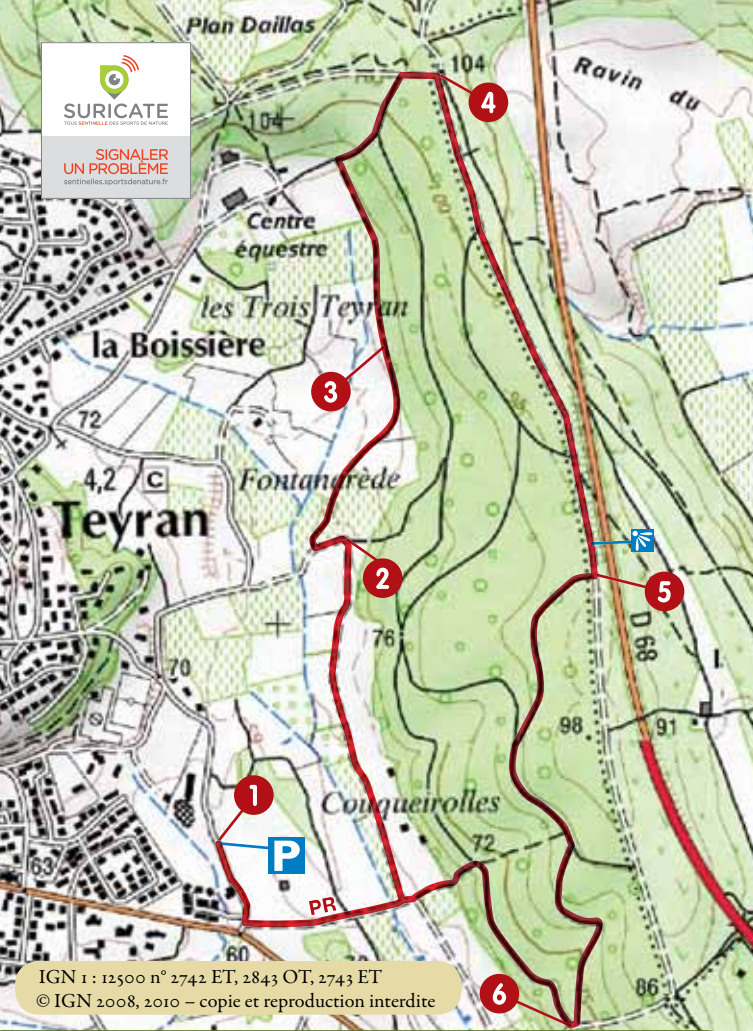 Plan Daillas
104
Ravin du
4
SURICATE
TOUS SENTINELLE DES SPORTS DE NATURE
104
SIGNALER
UN PROBLÈME
sentinelles.sportsdenature.fr
Centre
équestre
les Trois Teyran
la Boissière
3
72
4,2
C
Fontanarède
Teyran
2
5
76
D 68
70
98
91
1
Couqueirolles
P
72
63
PR
60
86
6
IGN 1 : 12500 n° 2742 ET, 2843 OT, 2743 ET
© IGN 2008, 2010 – copie et reproduction interdite